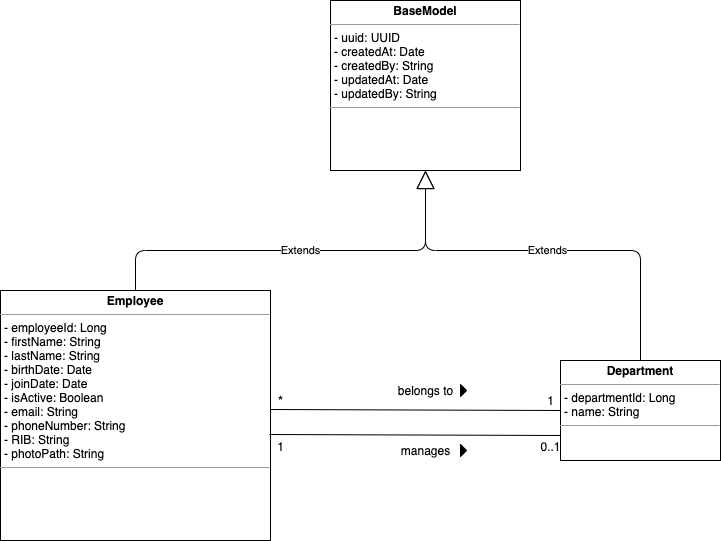 BaseModel
- uuid: UUID
- createdAt: Date
- createdBy: String
- updatedAt: Date
- updatedBy: String
Extends
Extends
Employee
- employeeId: Long
- firstName: String
- lastName: String
- birthDate: Date
- joinDate: Date
- isActive: Boolean
- email: String
- phoneNumber: String
- RIB: String
- photoPath: String
belongs to
*
1
1
manages
0..1
Department
- departmentId: Long
- name: String